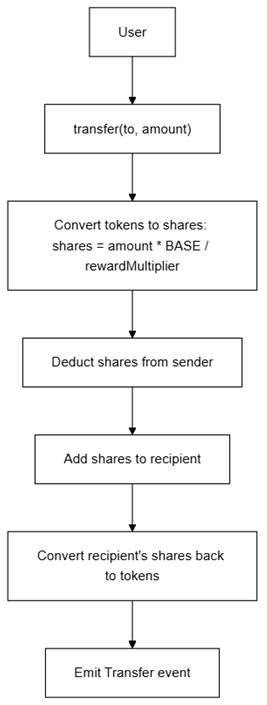 User
transfer(to, amount)
Convert tokens to shares:
shares = amount * BASE /
rewardMultiplier
Deduct shares from sender
Add shares to recipient
Convert recipient's shares back
to tokens
Emit Transfer event